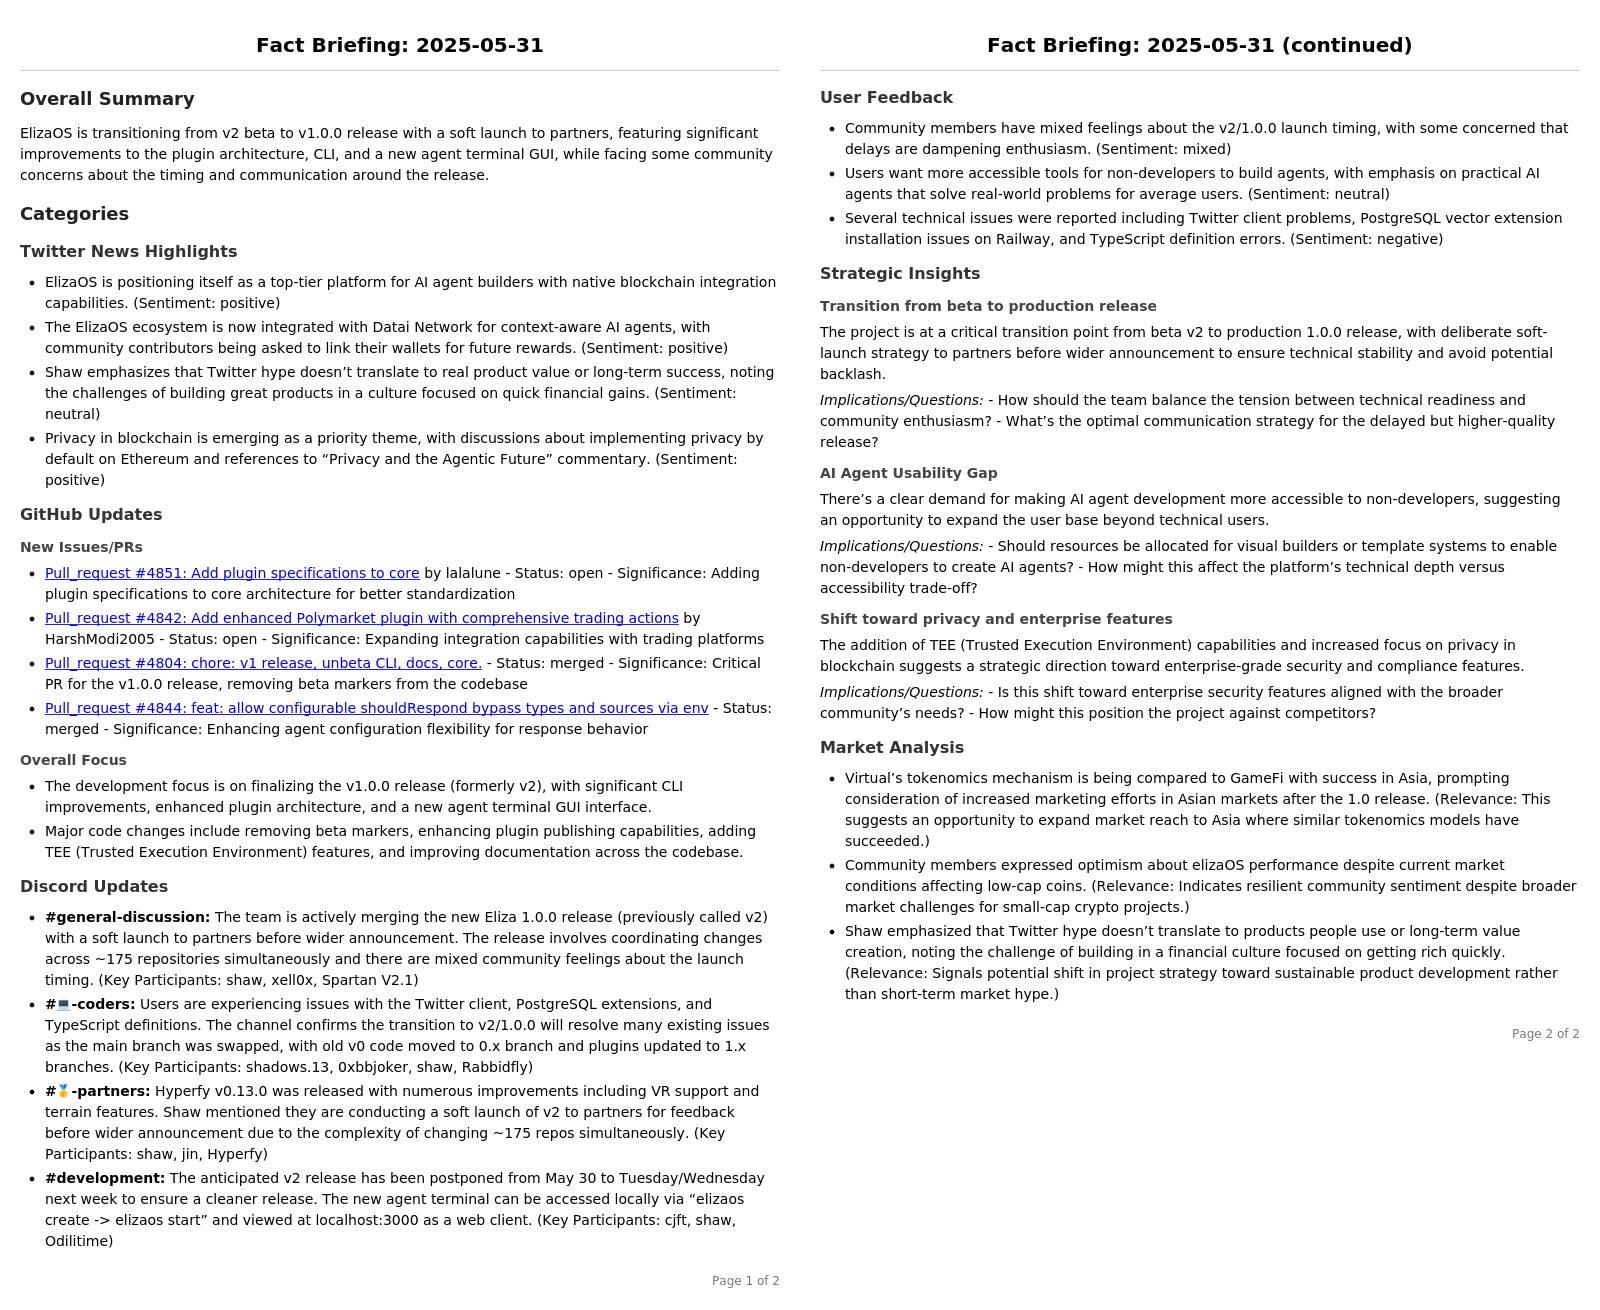 Fact Briefing: 2025-05-31
Overall Summary
ElizaOS is transitioning from v2 beta to v1.0.0 release with a soft launch to partners, featuring significant
improvements to the plugin architecture, CLI, and a new agent terminal GUI, while facing some community
concerns about the timing and communication around the release.
Categories
Twitter News Highlights
• ElizaOS is positioning itself as a top-tier platform for AI agent builders with native blockchain integration
capabilities. (Sentiment: positive)
• The ElizaOS ecosystem is now integrated with Datai Network for context-aware AI agents, with
community contributors being asked to link their wallets for future rewards. (Sentiment: positive)
• Shaw emphasizes that Twitter hype doesn’t translate to real product value or long-term success, noting
the challenges of building great products in a culture focused on quick financial gains. (Sentiment:
neutral)
• Privacy in blockchain is emerging as a priority theme, with discussions about implementing privacy by
default on Ethereum and references to “Privacy and the Agentic Future” commentary. (Sentiment:
positive)
GitHub Updates
New Issues/PRs
• Pull_request #4851: Add plugin specifications to core by lalalune - Status: open - Significance: Adding
plugin specifications to core architecture for better standardization
• Pull_request #4842: Add enhanced Polymarket plugin with comprehensive trading actions by
HarshModi2005 - Status: open - Significance: Expanding integration capabilities with trading platforms
• Pull_request #4804: chore: v1 release, unbeta CLI, docs, core. - Status: merged - Significance: Critical
PR for the v1.0.0 release, removing beta markers from the codebase
• Pull_request #4844: feat: allow configurable shouldRespond bypass types and sources via env - Status:
merged - Significance: Enhancing agent configuration flexibility for response behavior
Overall Focus
• The development focus is on finalizing the v1.0.0 release (formerly v2), with significant CLI
improvements, enhanced plugin architecture, and a new agent terminal GUI interface.
• Major code changes include removing beta markers, enhancing plugin publishing capabilities, adding
TEE (Trusted Execution Environment) features, and improving documentation across the codebase.
Discord Updates
• #general-discussion: The team is actively merging the new Eliza 1.0.0 release (previously called v2)
with a soft launch to partners before wider announcement. The release involves coordinating changes
across ~175 repositories simultaneously and there are mixed community feelings about the launch
timing. (Key Participants: shaw, xell0x, Spartan V2.1)
• #💻-coders: Users are experiencing issues with the Twitter client, PostgreSQL extensions, and
TypeScript definitions. The channel confirms the transition to v2/1.0.0 will resolve many existing issues
as the main branch was swapped, with old v0 code moved to 0.x branch and plugins updated to 1.x
branches. (Key Participants: shadows.13, 0xbbjoker, shaw, Rabbidfly)
• #🥇-partners: Hyperfy v0.13.0 was released with numerous improvements including VR support and
terrain features. Shaw mentioned they are conducting a soft launch of v2 to partners for feedback
before wider announcement due to the complexity of changing ~175 repos simultaneously. (Key
Participants: shaw, jin, Hyperfy)
• #development: The anticipated v2 release has been postponed from May 30 to Tuesday/Wednesday
next week to ensure a cleaner release. The new agent terminal can be accessed locally via “elizaos
create -> elizaos start” and viewed at localhost:3000 as a web client. (Key Participants: cjft, shaw,
Odilitime)
Page 1 of 2
Fact Briefing: 2025-05-31 (continued)
User Feedback
• Community members have mixed feelings about the v2/1.0.0 launch timing, with some concerned that
delays are dampening enthusiasm. (Sentiment: mixed)
• Users want more accessible tools for non-developers to build agents, with emphasis on practical AI
agents that solve real-world problems for average users. (Sentiment: neutral)
• Several technical issues were reported including Twitter client problems, PostgreSQL vector extension
installation issues on Railway, and TypeScript definition errors. (Sentiment: negative)
Strategic Insights
Transition from beta to production release
The project is at a critical transition point from beta v2 to production 1.0.0 release, with deliberate soft-
launch strategy to partners before wider announcement to ensure technical stability and avoid potential
backlash.
Implications/Questions: - How should the team balance the tension between technical readiness and
community enthusiasm? - What’s the optimal communication strategy for the delayed but higher-quality
release?
AI Agent Usability Gap
There’s a clear demand for making AI agent development more accessible to non-developers, suggesting
an opportunity to expand the user base beyond technical users.
Implications/Questions: - Should resources be allocated for visual builders or template systems to enable
non-developers to create AI agents? - How might this affect the platform’s technical depth versus
accessibility trade-off?
Shift toward privacy and enterprise features
The addition of TEE (Trusted Execution Environment) capabilities and increased focus on privacy in
blockchain suggests a strategic direction toward enterprise-grade security and compliance features.
Implications/Questions: - Is this shift toward enterprise security features aligned with the broader
community’s needs? - How might this position the project against competitors?
Market Analysis
• Virtual’s tokenomics mechanism is being compared to GameFi with success in Asia, prompting
consideration of increased marketing efforts in Asian markets after the 1.0 release. (Relevance: This
suggests an opportunity to expand market reach to Asia where similar tokenomics models have
succeeded.)
• Community members expressed optimism about elizaOS performance despite current market
conditions affecting low-cap coins. (Relevance: Indicates resilient community sentiment despite broader
market challenges for small-cap crypto projects.)
• Shaw emphasized that Twitter hype doesn’t translate to products people use or long-term value
creation, noting the challenge of building in a financial culture focused on getting rich quickly.
(Relevance: Signals potential shift in project strategy toward sustainable product development rather
than short-term market hype.)
Page 2 of 2